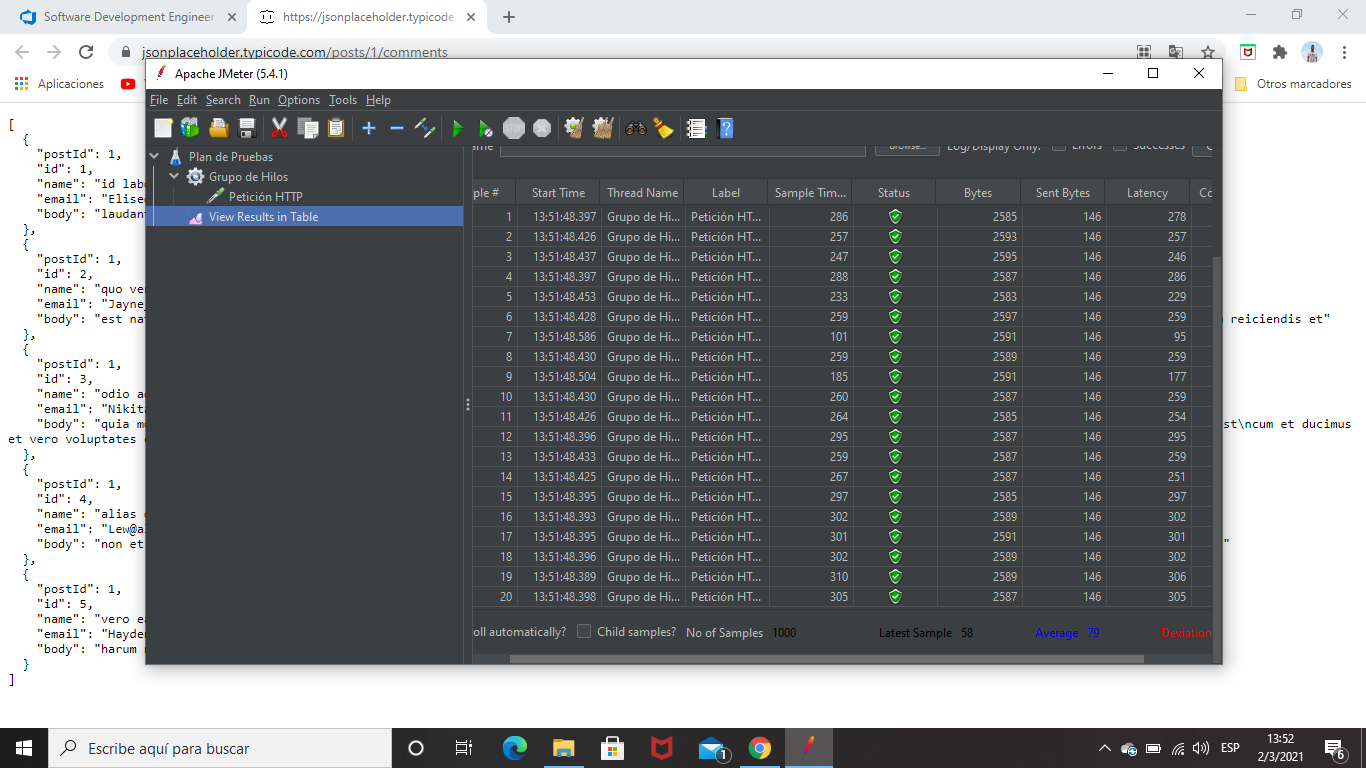 Software Development Engineer
https://jsonplaceholder.typicode.
jsonplaceholder.typicode.com/posts/1/comments
Aplicaciones
Otros marcadores
Apache JMeter (5.4.1)
File Edit Search Run Options Tools Help
Plan de Pruebas
Grupo de Hilos
Petición HTTP
View Results in Table
Browse... Log/Display Only: Errors Successes
Start Time Thread Name Label Sample Tim... Status Bytes Sent Bytes Latency
1 13:51:48.397 Grupo de Hi... Petición HT... 286 2585 146 278
2 13:51:48.426 Grupo de Hi... Petición HT... 257 2593 146 257
3 13:51:48.437 Grupo de Hi... Petición HT... 247 2595 146 246
4 13:51:48.397 Grupo de Hi... Petición HT... 288 2587 146 286
5 13:51:48.453 Grupo de Hi... Petición HT... 233 2583 146 229
6 13:51:48.428 Grupo de Hi... Petición HT... 259 2597 146 259
7 13:51:48.586 Grupo de Hi... Petición HT... 101 2591 146 95
8 13:51:48.430 Grupo de Hi... Petición HT... 259 2589 146 259
9 13:51:48.504 Grupo de Hi... Petición HT... 185 2591 146 177
10 13:51:48.430 Grupo de Hi... Petición HT... 260 2587 146 259
11 13:51:48.426 Grupo de Hi... Petición HT... 264 2585 146 254
12 13:51:48.396 Grupo de Hi... Petición HT... 295 2587 146 295
13 13:51:48.433 Grupo de Hi... Petición HT... 259 2587 146 259
14 13:51:48.425 Grupo de Hi... Petición HT... 267 2587 146 251
15 13:51:48.395 Grupo de Hi... Petición HT... 297 2585 146 297
16 13:51:48.393 Grupo de Hi... Petición HT... 302 2589 146 302
17 13:51:48.395 Grupo de Hi... Petición HT... 301 2591 146 301
18 13:51:48.396 Grupo de Hi... Petición HT... 302 2589 146 302
19 13:51:48.389 Grupo de Hi... Petición HT... 310 2589 146 306
20 13:51:48.398 Grupo de Hi... Petición HT... 305 2587 146 305
oll automatically? Child samples? No of Samples 1000 Latest Sample 58 Average 79 Deviation
[
{
"postId": 1,
"id": 1,
"name": "id lab
"email": "Elise
"body": "laudan
},
{
"postId": 1,
"id": 2,
"name": "quo ve
"email": "Jayne
"body": "est na reiciendis et"
},
{
"postId": 1,
"id": 3,
"name": "odio a
"email": "Nikit
"body": "quia m st\ncum et ducimus
et vero voluptates
},
{
"postId": 1,
"id": 4,
"name": "alias
"email": "Lew@a
"body": "non et "
},
{
"postId": 1,
"id": 5,
"name": "vero e
"email": "Hayde
"body": "harum
}
]
Escribe aquí para buscar
1
ESP
13:52
2/3/2021
6